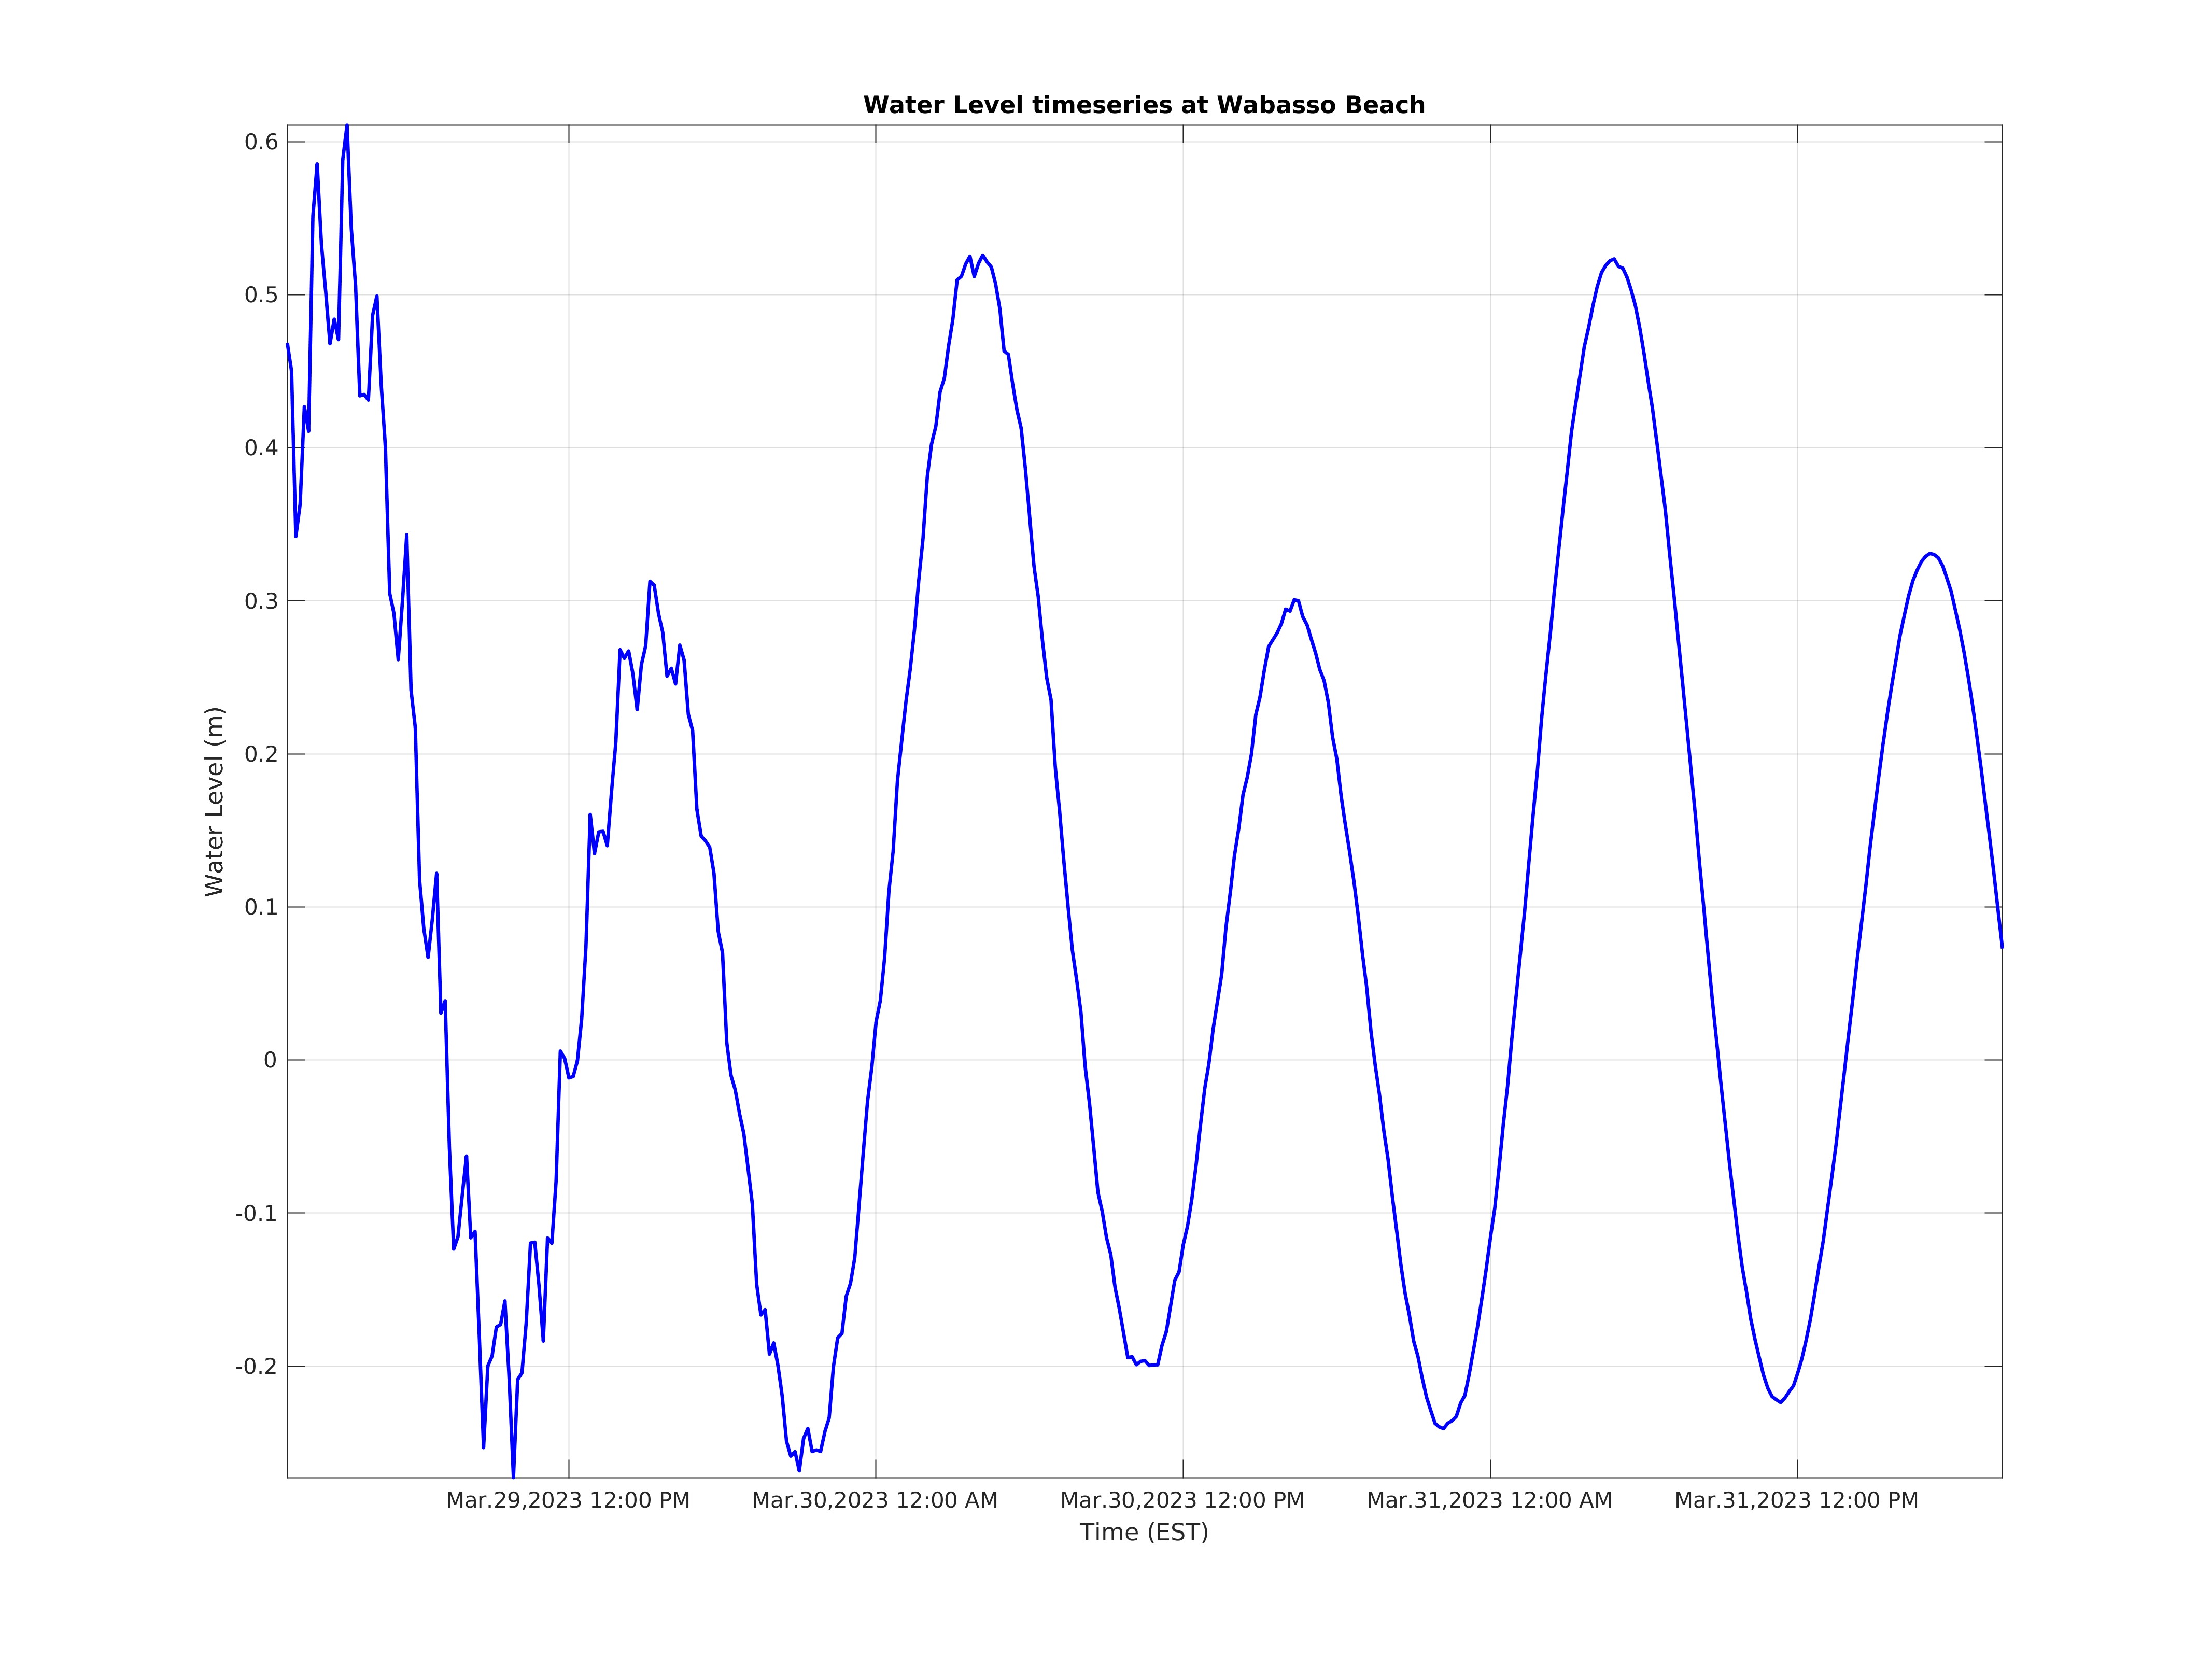 Water Level timeseries at Wabasso Beach
0.6
0.5
0.4
0.3
0.2
0.1
0
-0.1
-0.2
Water Level (m)
Mar.29,2023 12:00 PM
Mar.30,2023 12:00 AM
Mar.30,2023 12:00 PM
Mar.31,2023 12:00 AM
Mar.31,2023 12:00 PM
Time (EST)